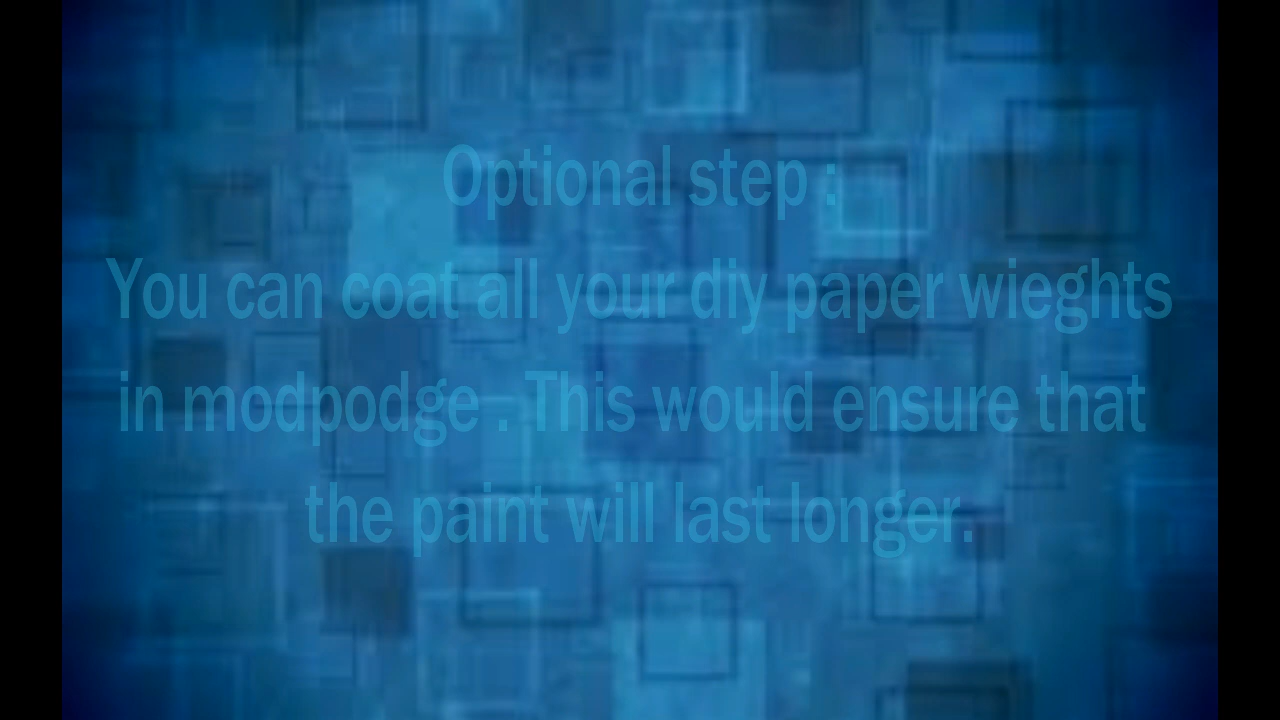 Optional step :
You can coat all your diy paper wieghts
in modpodge . This would ensure that
the paint will last longer.